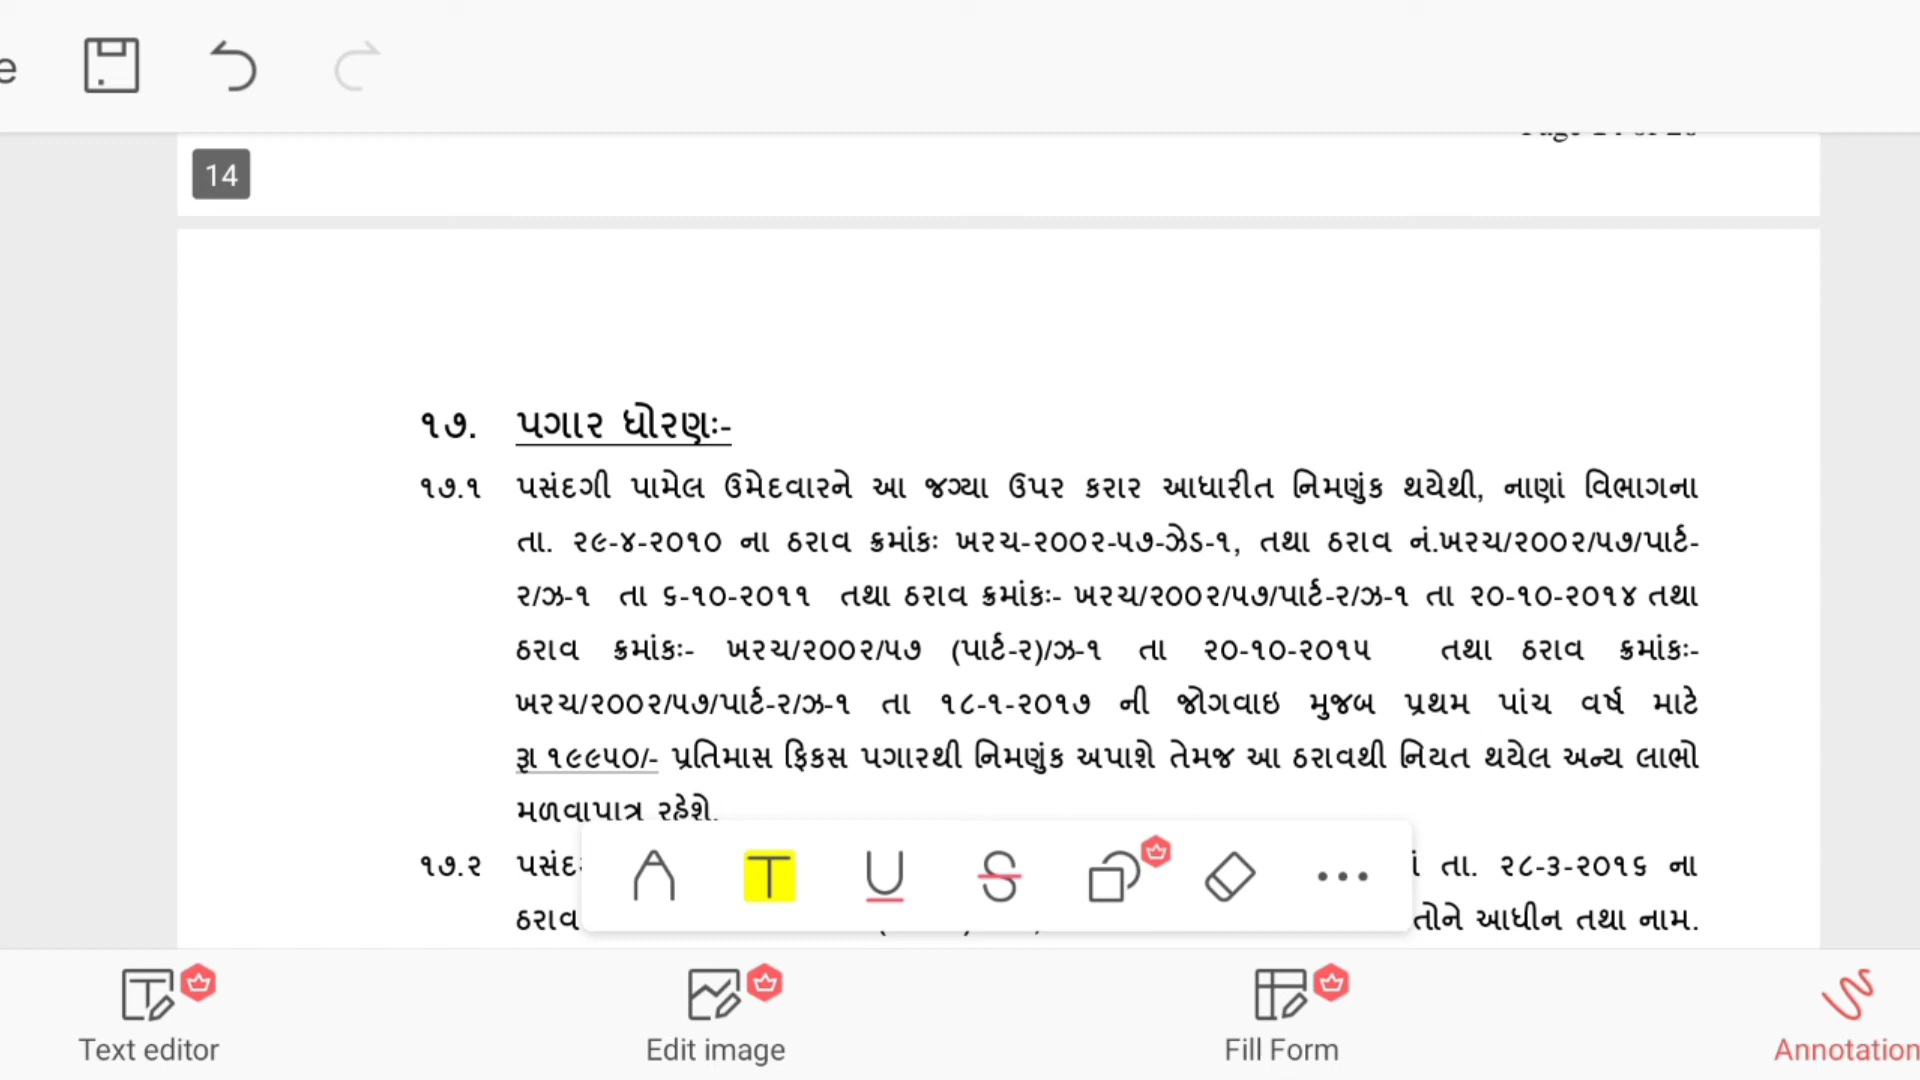 e
14
૧૭. પગાર ધોરણઃ-
૧૭.૧ પસંદગી પામેલ ઉમેદવારને આ જગ્યા ઉપર કરાર આધારીત નિમણુંક થયેથી, નાણાં વિભાગના
તા. ૨૯-૪-૨૦૧૦ ના ઠરાવ ક્રમાંકઃ ખરચ-૨૦૦૨-૫૭-ઝેડ-૧, તથા ઠરાવ નં.ખરચ/૨૦૦૨/૫૭/પાર્ટ-
ર/ઝ-૧ તા ૬-૧૦-૨૦૧૧ તથા ઠરાવ ક્રમાંકઃ- ખરચ/૨૦૦૨/૫૭/પાર્ટ-ર/ઝ-૧ તા ૨૦-૧૦-૨૦૧૪ તથા
ઠરાવ ક્રમાંકઃ- ખરચ/૨૦૦૨/૫૭ (પાર્ટ-ર)/ઝ-૧ તા ૨૦-૧૦-૨૦૧૫ તથા ઠરાવ ક્રમાંકઃ-
ખરચ/૨૦૦૨/૫૭/પાર્ટ-ર/ઝ-૧ તા ૧૮-૧-૨૦૧૭ ની જોગવાઇ મુજબ પ્રથમ પાંચ વર્ષ માટે
રૂા ૧૯૯૫૦/- પ્રતિમાસ ફિકસ પગારથી નિમણુંક અપાશે તેમજ આ ઠરાવથી નિયત થયેલ અન્ય લાભો
મળવાપાત્ર રહેશે.
૧૭.૨ તા. ૨૮-૩-૨૦૧૬ ના
ઠરાવ આધીન તથા નામ.
Text editor
Edit image
Fill Form
Annotation